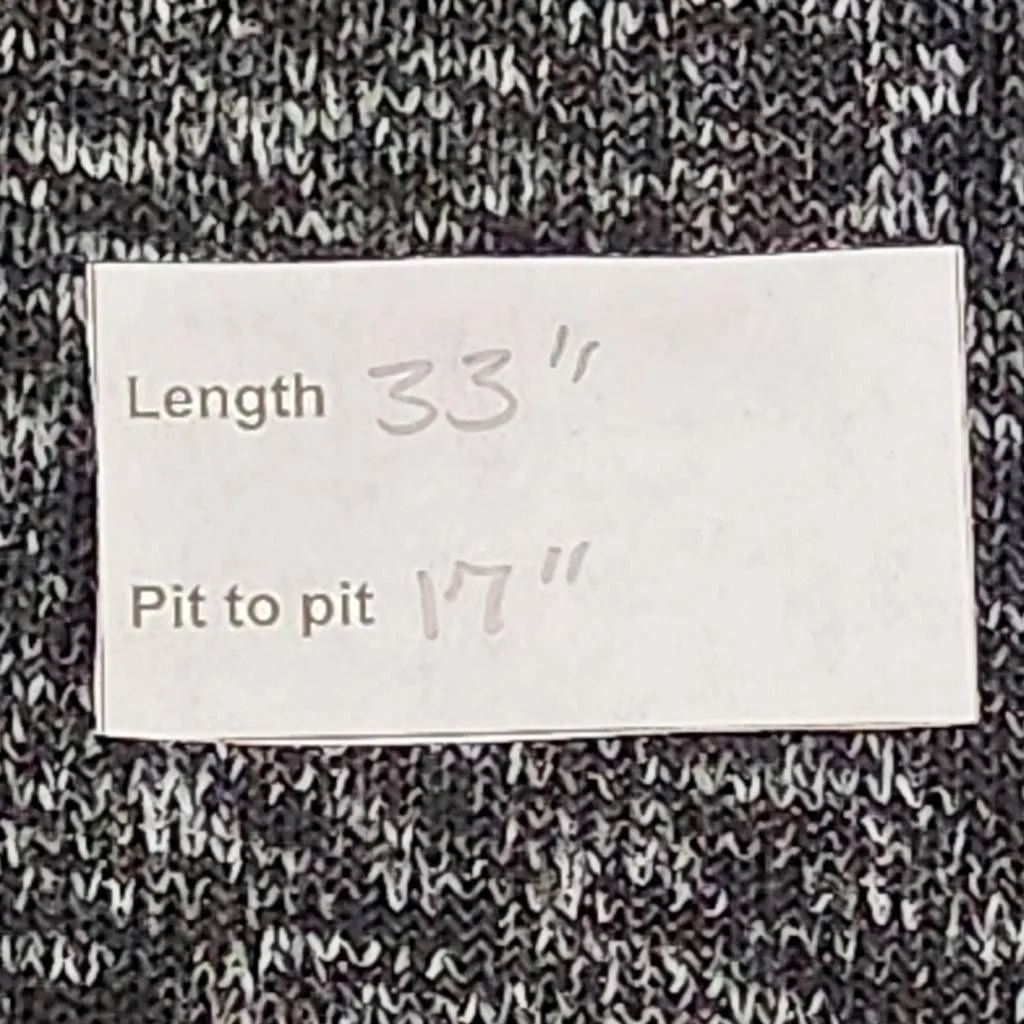 Length 33"
Pit to pit 17"